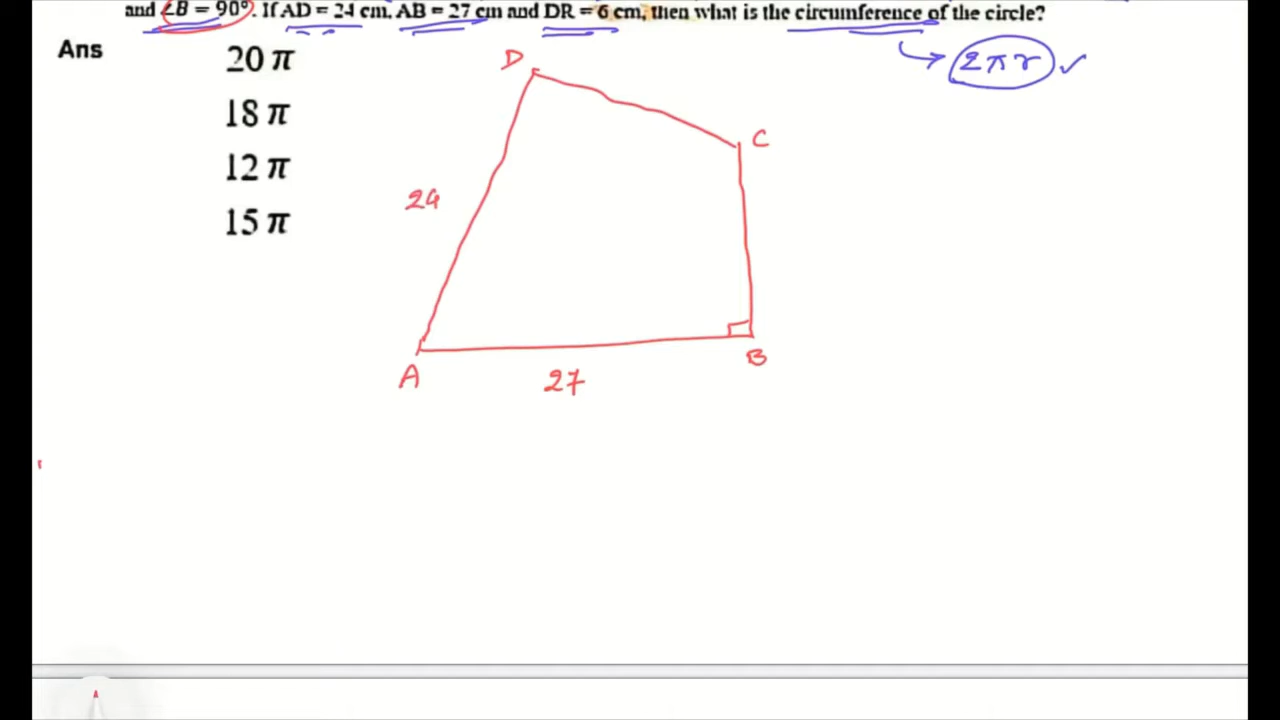 and ∠B = 90°. If AD = 24 cm, AB = 27 cm and DR = 6 cm, then what is the circumference of the circle?
Ans
20 π
18 π
12 π
15 π
2πr ✓
D
C
24
A
B
27